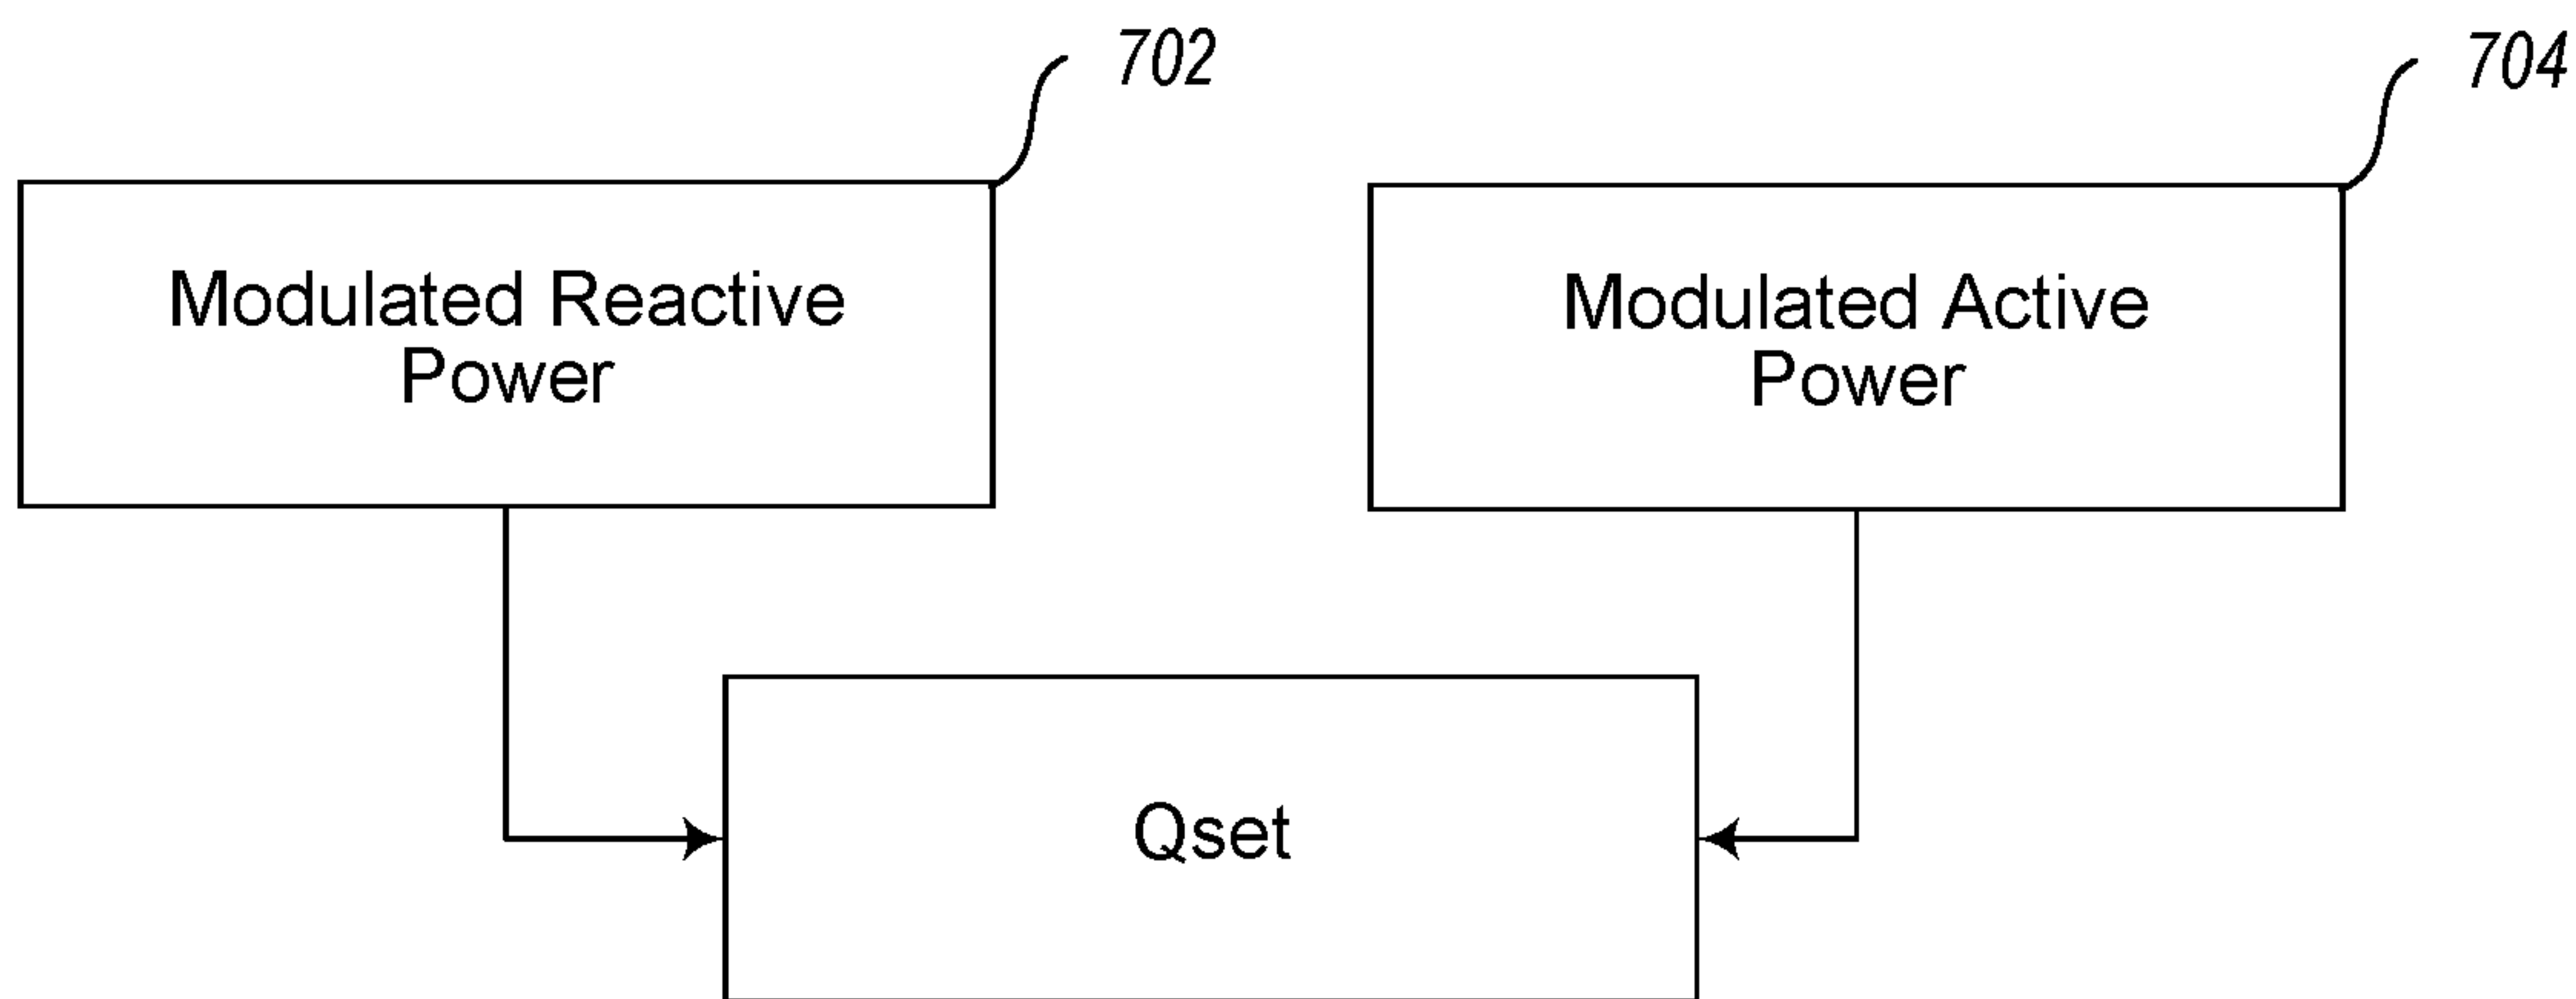 702
704
Modulated Reactive
Power
Modulated Active
Power
Qset